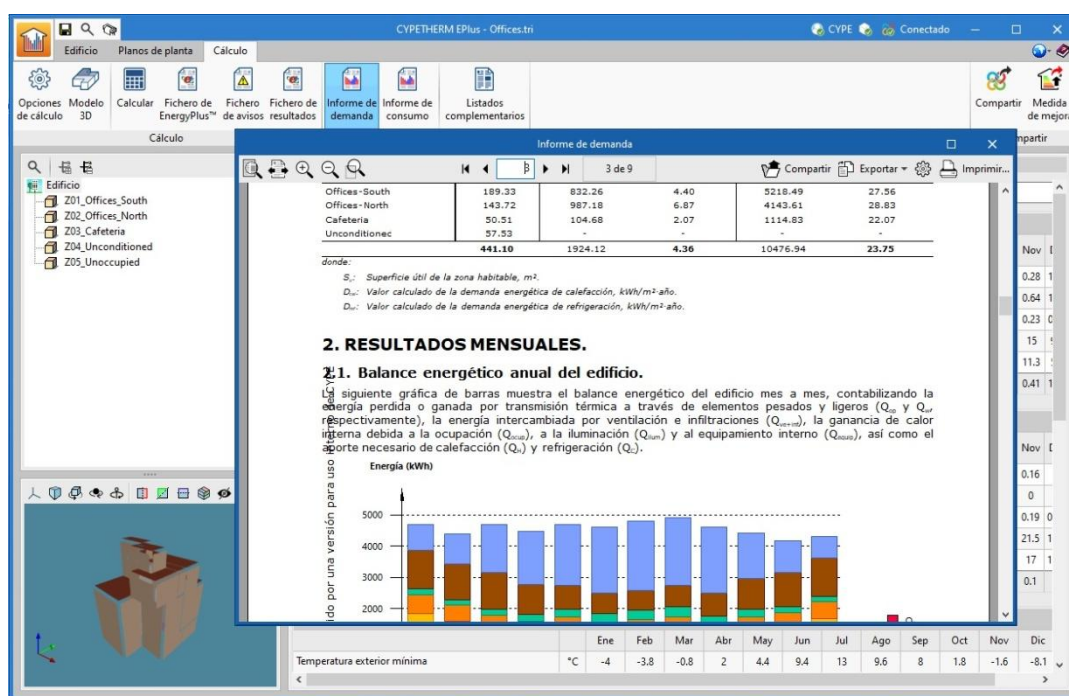 CYPETHERM EPlus - Offices.tri
CYPE
Conectado
Edificio Planos de planta Cálculo
Opciones de cálculo
Modelo 3D
Calcular
Fichero de EnergyPlus™
Fichero de avisos
Fichero de resultados
Informe de demanda
Informe de consumo
Listados complementarios
Compartir
Medida de mejora
Cálculo
mpartir
Informe de demanda
3 3 de 9 Compartir Exportar Imprimir...
Edificio
Z01_Offices_South
Z02_Offices_North
Z03_Cafeteria
Z04_Unconditioned
Z05_Unoccupied
Offices-South 189.33 832.26 4.40 5218.49 27.56
Offices-North 143.72 987.18 6.87 4143.61 28.83
Cafeteria 50.51 104.68 2.07 1114.83 22.07
Unconditionec 57.53 - - - -
441.10 1924.12 4.36 10476.94 23.75
donde:
Superficie útil de la zona habitable, m².
Valor calculado de la demanda energética de calefacción, kWh/m²·año.
Valor calculado de la demanda energética de refrigeración, kWh/m²·año.
2. RESULTADOS MENSUALES.
2.1. Balance energético anual del edificio.
La siguiente gráfica de barras muestra el balance energético del edificio mes a mes, contabilizando la
energía perdida o ganada por transmisión térmica a través de elementos pesados y ligeros (Qop y Qw,
respectivamente), la energía intercambiada por ventilación e infiltraciones (Qve+inf), la ganancia de calor
interna debida a la ocupación (Qocup), a la iluminación (Qilum) y al equipamiento interno (Qequip), así como el
aporte necesario de calefacción (QH) y refrigeración (QC).
ido por una versión para uso interno de CYPE
Energía (kWh)
5000
4000
3000
2000
Nov
0.28
0.64
0.23
15
11.3
0.41
Nov
0.16
0
0.19
21.5
17
0.1
Ene Feb Mar Abr May Jun Jul Ago Sep Oct Nov Dic
Temperatura exterior mínima °C -4 -3.8 -0.8 2 4.4 9.4 13 9.6 8 1.8 -1.6 -8.1